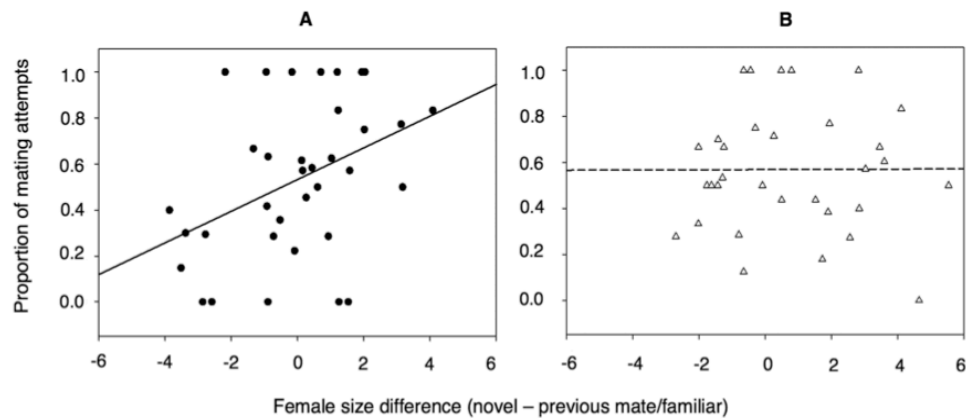 A
B
Proportion of mating attempts
1.0
0.8
0.6
0.4
0.2
0.0
-6 -4 -2 0 2 4 6
1.0
0.8
0.6
0.4
0.2
0.0
-6 -4 -2 0 2 4 6
Female size difference (novel – previous mate/familiar)